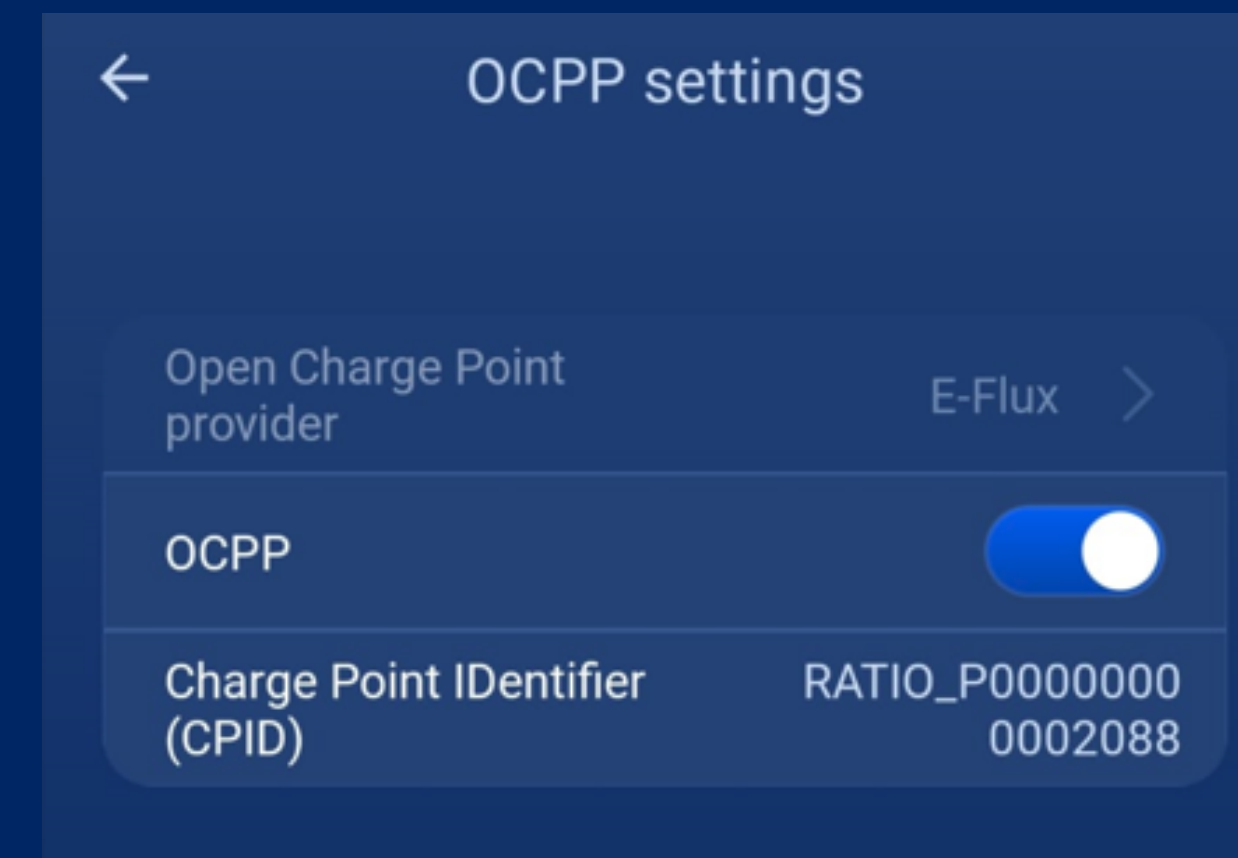 OCPP settings
Open Charge Point
provider
E-Flux
OCPP
Charge Point IDentifier
(CPID)
RATIO_P0000000
0002088